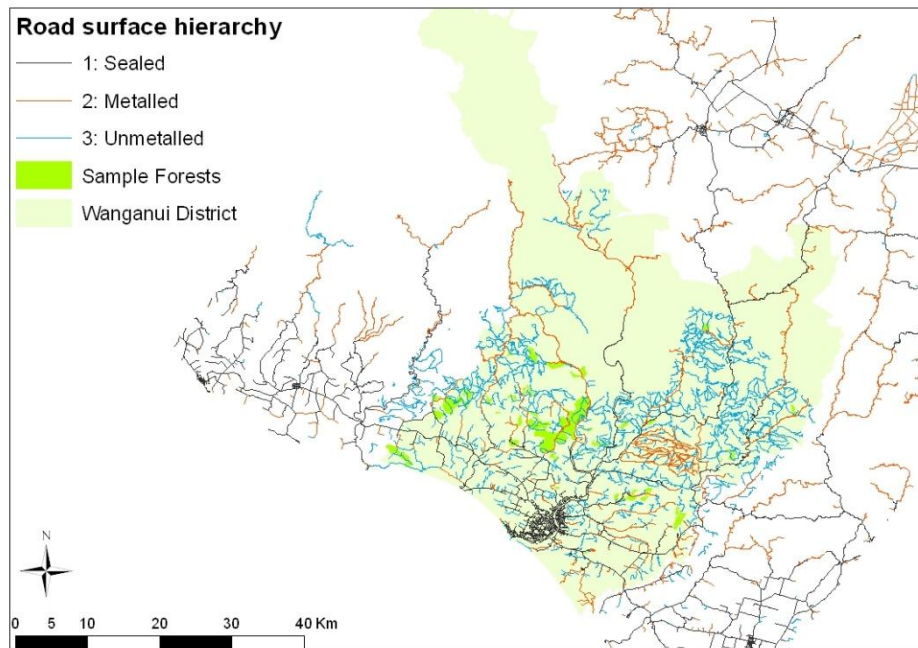 Road surface hierarchy
1: Sealed
2: Metalled
3: Unmetalled
Sample Forests
Wanganui District
N
0 5 10 20 30 40 Km